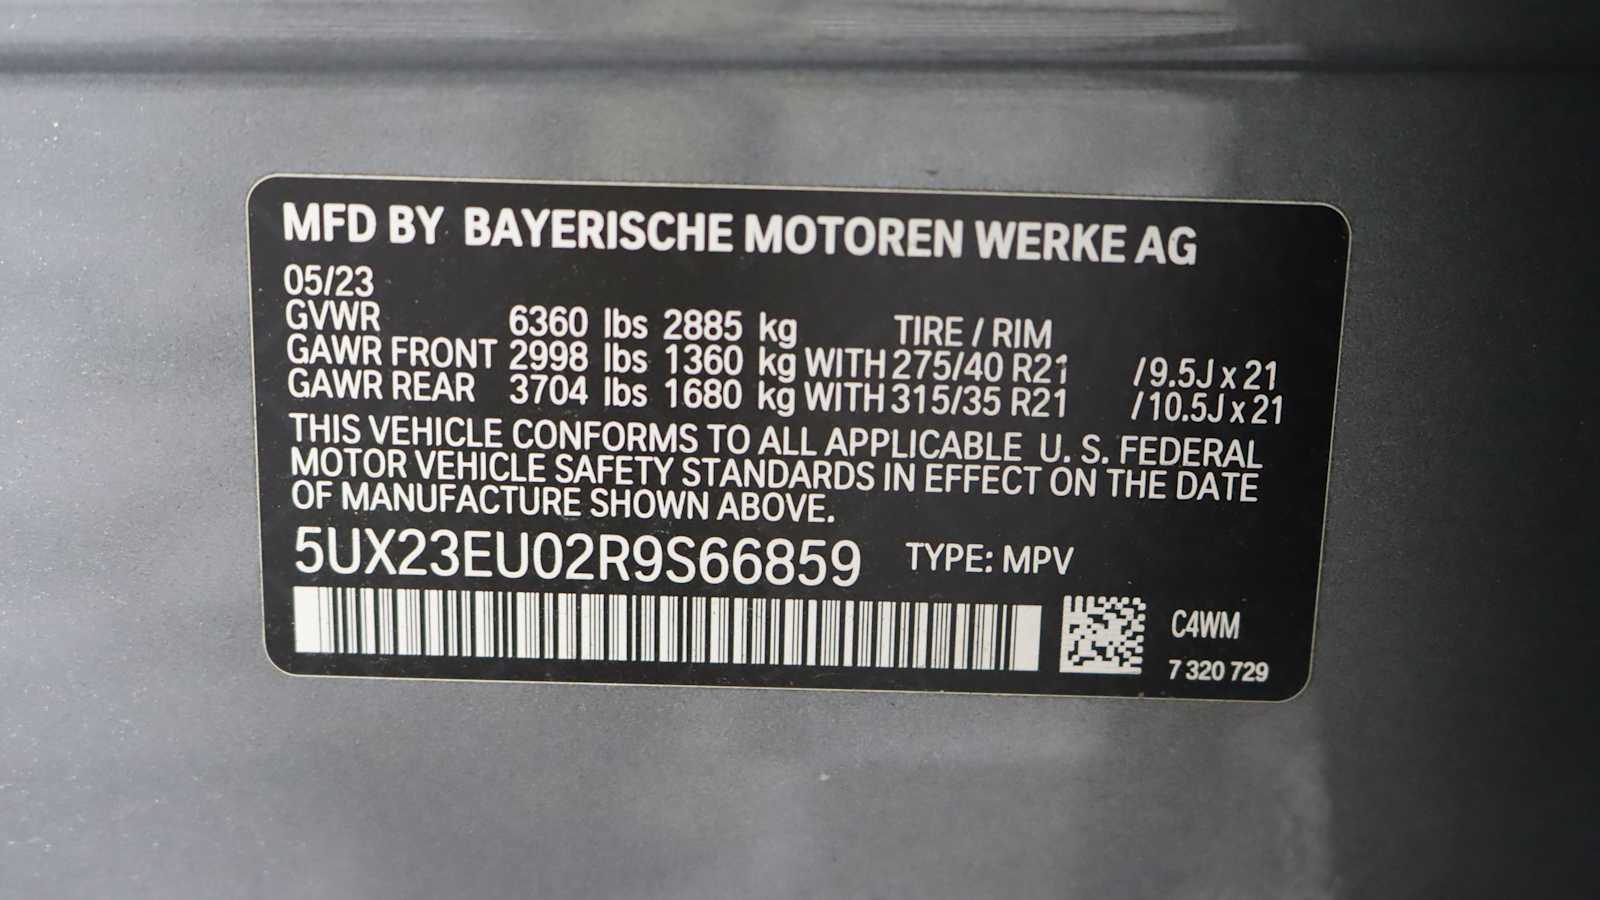 MFD BY BAYERISCHE MOTOREN WERKE AG
05/23
GVWR 6360 lbs 2885 kg TIRE / RIM
GAWR FRONT 2998 lbs 1360 kg WITH 275/40 R21 /9.5J x 21
GAWR REAR 3704 lbs 1680 kg WITH 315/35 R21 /10.5J x 21
THIS VEHICLE CONFORMS TO ALL APPLICABLE U. S. FEDERAL
MOTOR VEHICLE SAFETY STANDARDS IN EFFECT ON THE DATE
OF MANUFACTURE SHOWN ABOVE.
5UX23EU02R9S66859 TYPE: MPV
C4WM
7 320 729